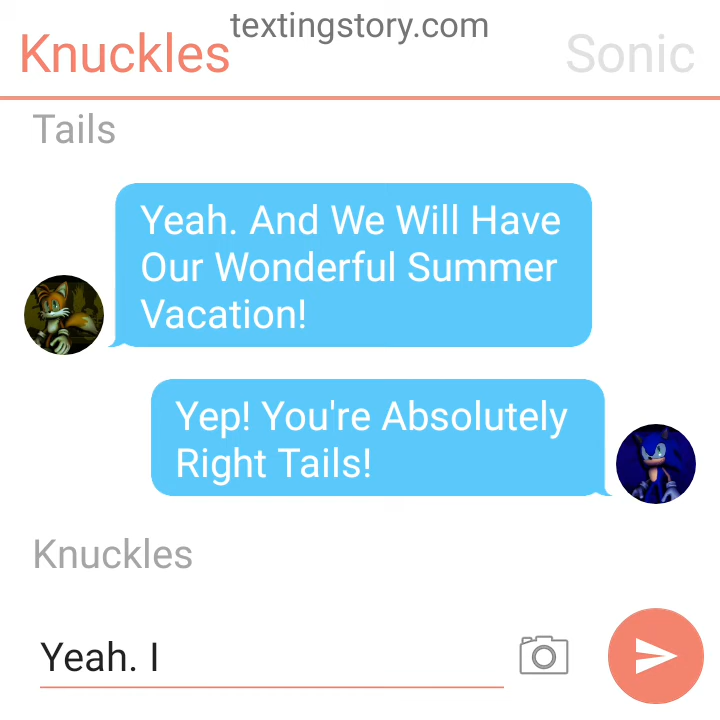 textingstory.com
Knuckles
Sonic
Tails
Yeah. And We Will Have
Our Wonderful Summer
Vacation!
Yep! You're Absolutely
Right Tails!
Knuckles
Yeah. I